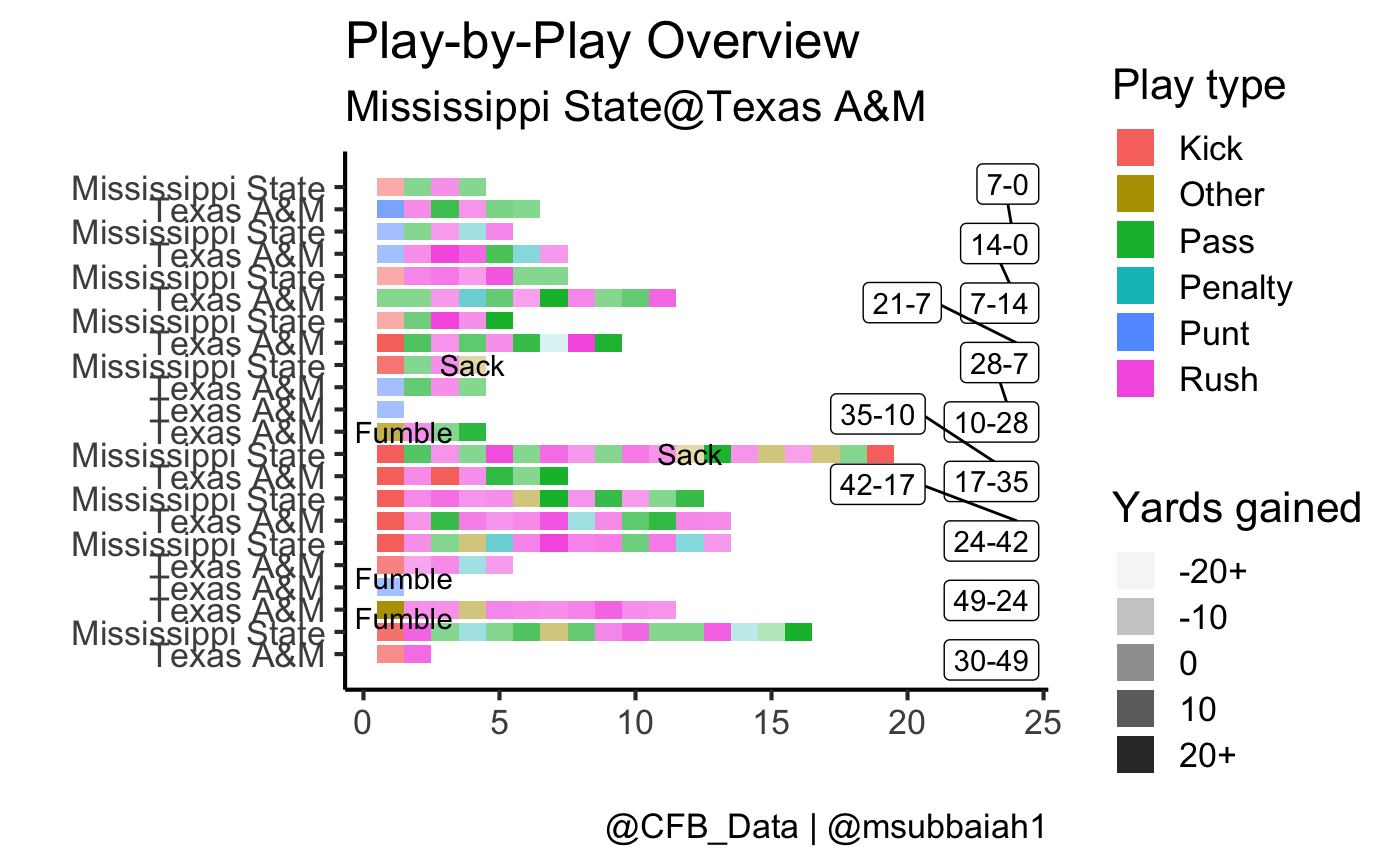 Play-by-Play Overview
Mississippi State@Texas A&M
Mississippi State
Texas A&M
Mississippi State
Texas A&M
Mississippi State
Texas A&M
Mississippi State
Texas A&M
Mississippi State
Texas A&M
Texas A&M
Texas A&M
Mississippi State
Texas A&M
Mississippi State
Texas A&M
Mississippi State
Texas A&M
Texas A&M
Texas A&M
Mississippi State
Texas A&M
Sack
Fumble
Sack
Fumble
Fumble
7-0
14-0
21-7
7-14
28-7
35-10
10-28
42-17
17-35
24-42
49-24
30-49
0 5 10 15 20 25
Play type
Kick
Other
Pass
Penalty
Punt
Rush
Yards gained
-20+
-10
0
10
20+
@CFB_Data | @msubbaiah1